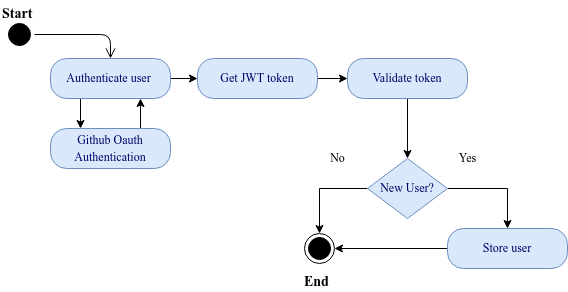 Start
Authenticate user
Get JWT token
Validate token
Github Oauth
Authentication
No
Yes
New User?
Store user
End